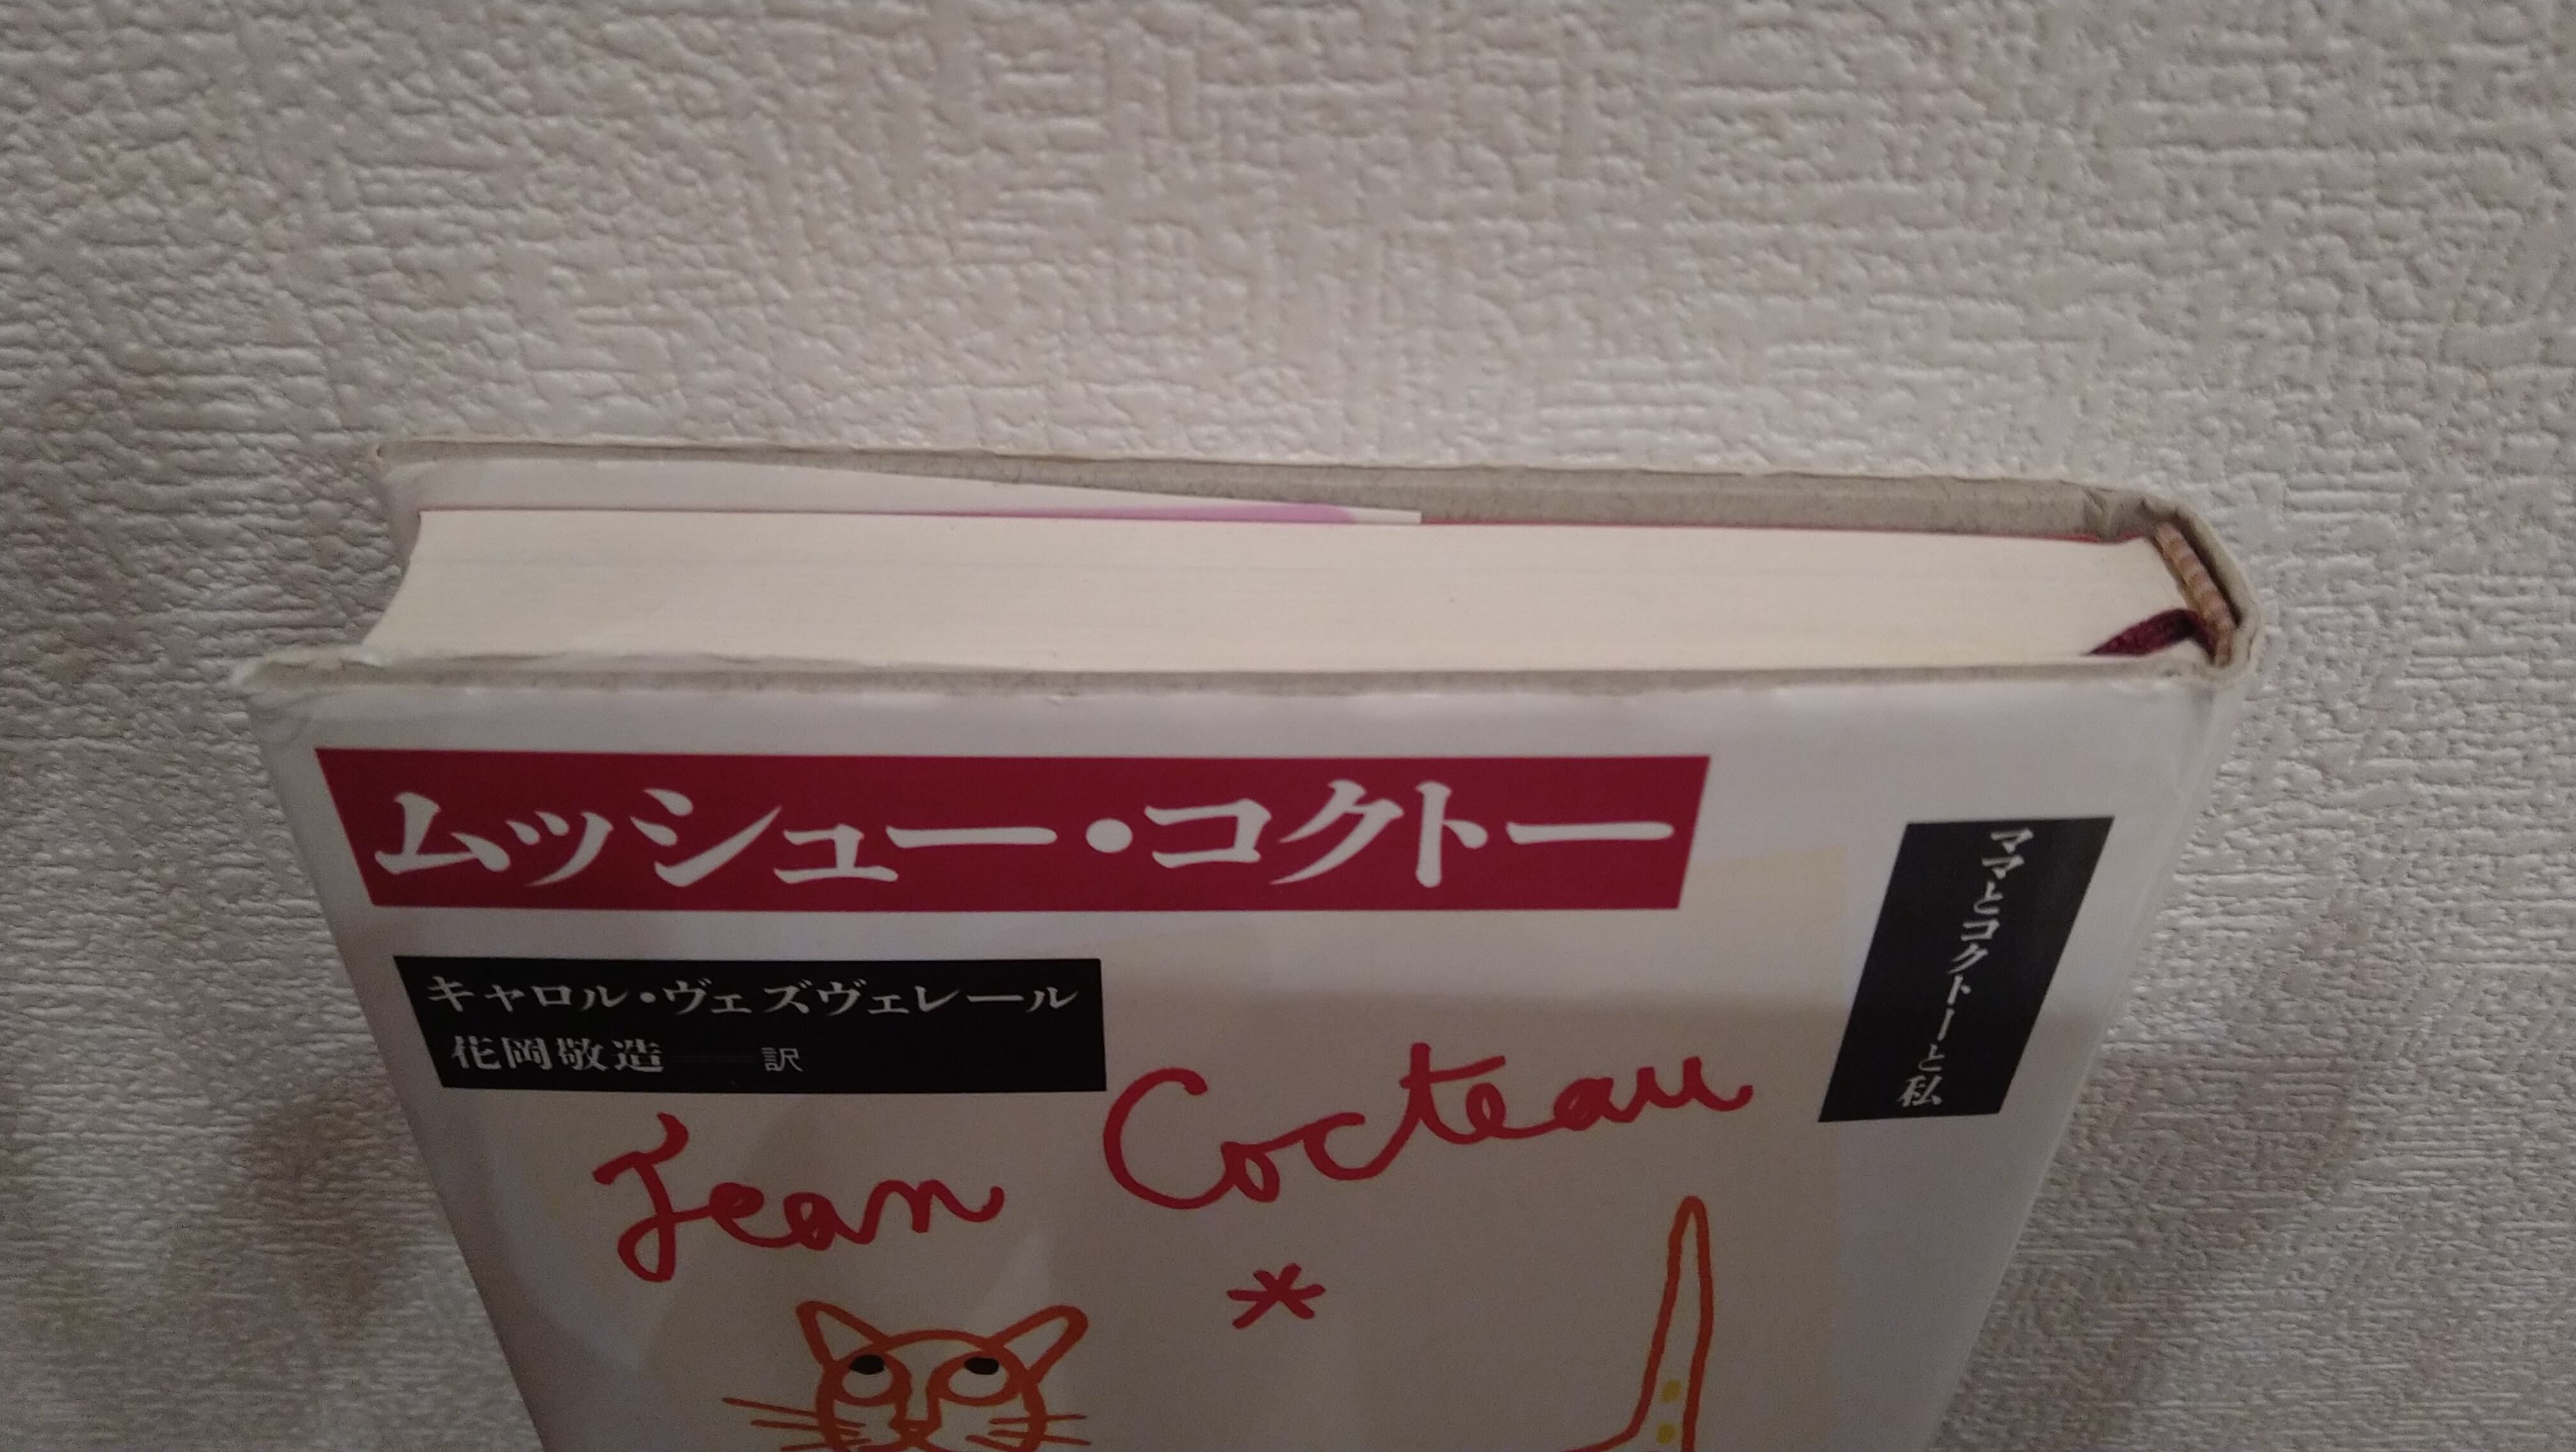 ムッシュー・コクトー
ママとコクトーと私
キャロル・ヴェズヴェレール
花岡敬造──訳
Jean Cocteau
*